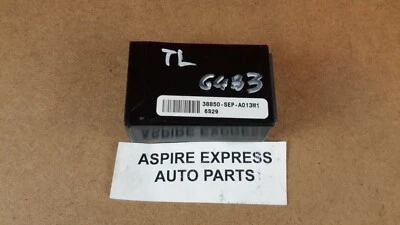 TL
6483
38850-SEP-A013M1
6S29
ASPIRE EXPRESS
AUTO PARTS